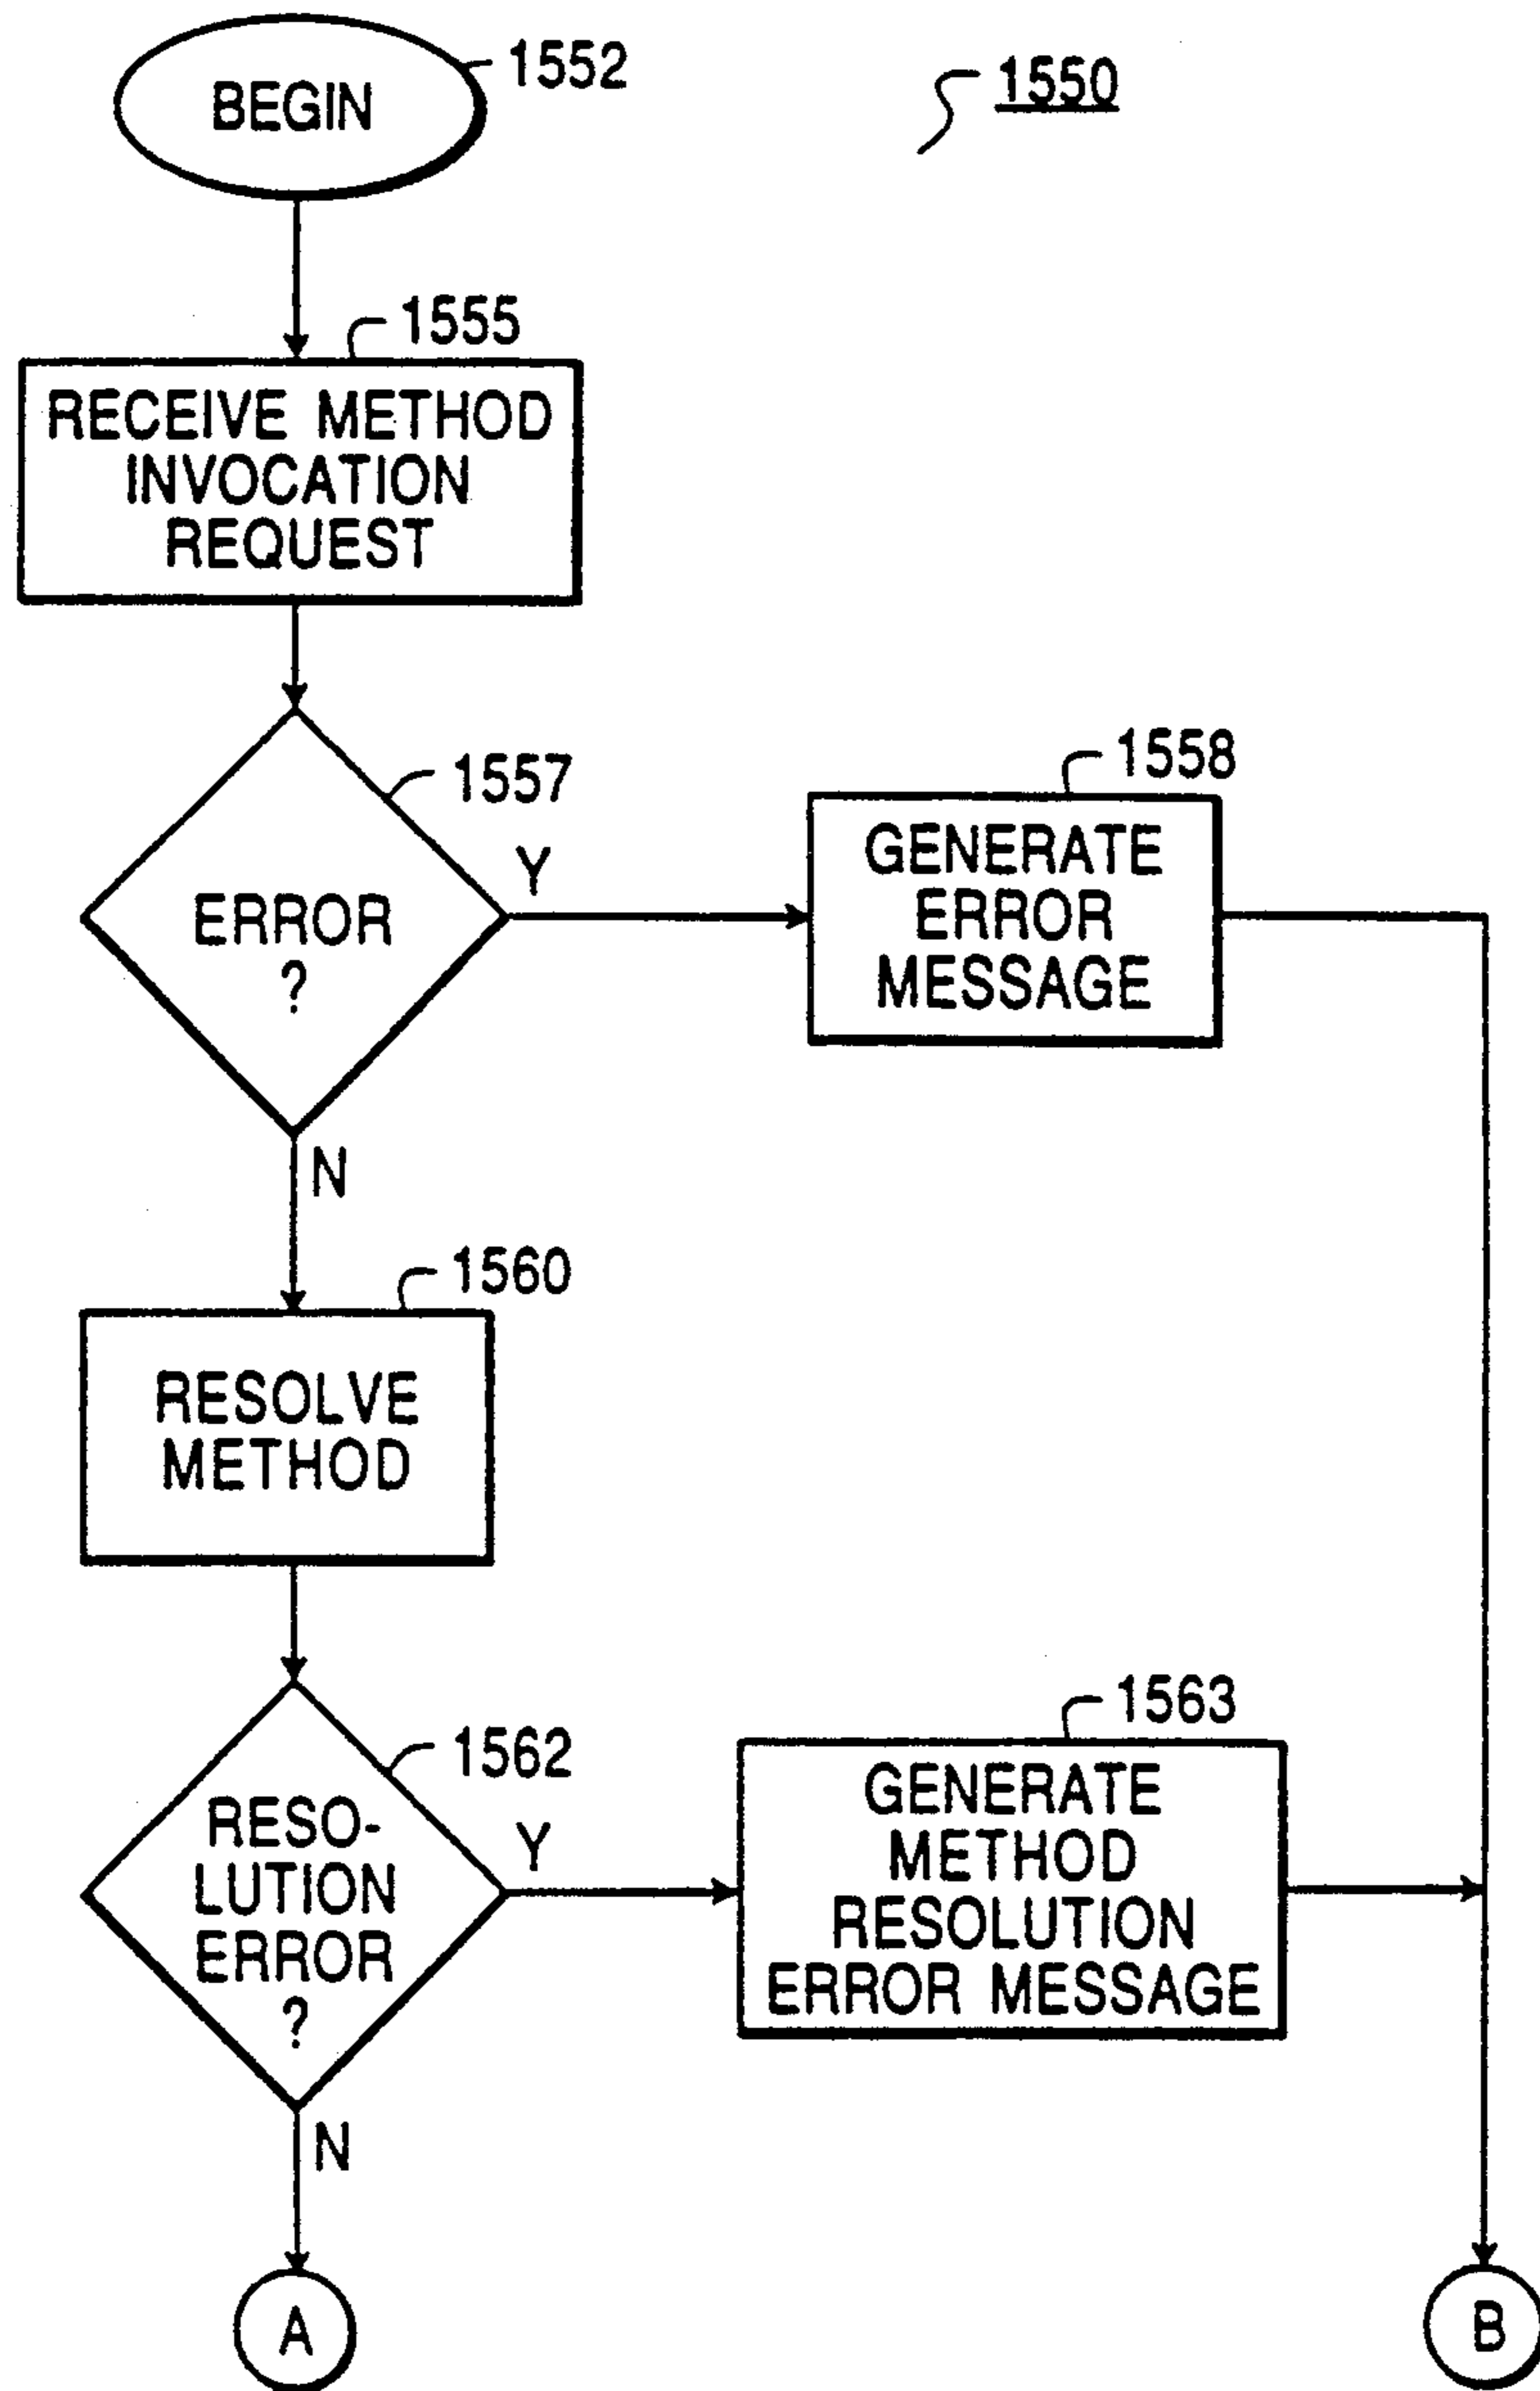 BEGIN
1552
1550
1555
RECEIVE METHOD
INVOCATION
REQUEST
1557
ERROR
?
Y
N
1558
GENERATE
ERROR
MESSAGE
1560
RESOLVE
METHOD
1562
RESO-
LUTION
ERROR
?
Y
N
1563
GENERATE
METHOD
RESOLUTION
ERROR MESSAGE
A
B